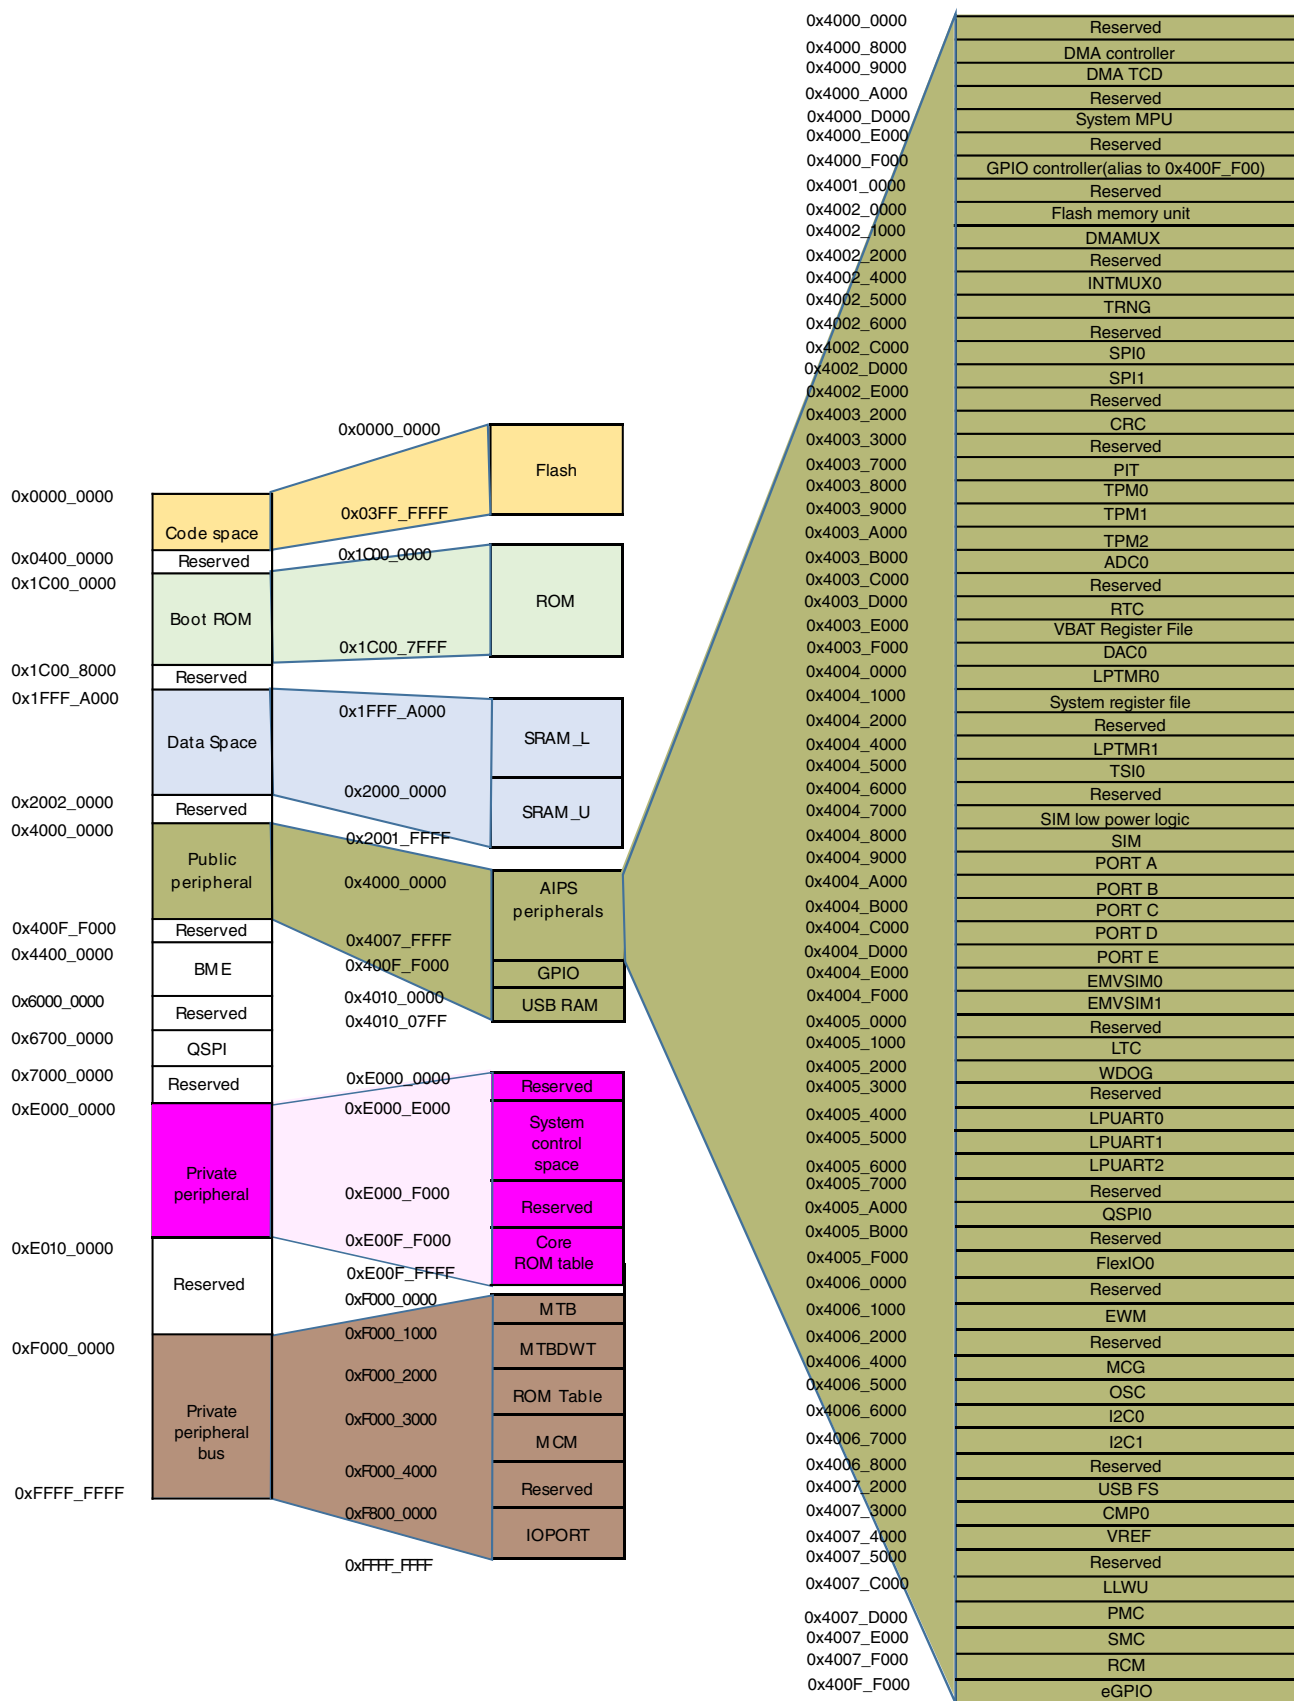 0x0000_0000
Code space
0x0400_0000
Reserved
0x1C00_0000
Boot ROM
0x1C00_8000
Reserved
0x1FFF_A000
Data Space
0x2002_0000
Reserved
0x4000_0000
Public
peripheral
0x400F_F000
Reserved
0x4400_0000
BME
0x6000_0000
Reserved
0x6700_0000
QSPI
0x7000_0000
Reserved
0xE000_0000
Private
peripheral
0xE010_0000
Reserved
0xF000_0000
Private
peripheral
bus
0xFFFF_FFFF
0x0000_0000
Flash
0x03FF_FFFF
0x1C00_0000
ROM
0x1C00_7FFF
0x1FFF_A000
SRAM_L
0x2000_0000
SRAM_U
0x2001_FFFF
0x4000_0000
AIPS
peripherals
0x4007_FFFF
0x400F_F000
GPIO
0x4010_0000
USB RAM
0x4010_07FF
0xE000_0000
Reserved
0xE000_E000
System
control
space
0xE000_F000
Reserved
0xE00F_F000
Core
ROM table
0xE00F_FFFF
0xF000_0000
MTB
0xF000_1000
MTBDWT
0xF000_2000
ROM Table
0xF000_3000
MCM
0xF000_4000
Reserved
0xF800_0000
IOPORT
0xFFFF_FFFF
0x4000_0000
Reserved
0x4000_8000
DMA controller
0x4000_9000
DMA TCD
0x4000_A000
Reserved
0x4000_D000
System MPU
0x4000_E000
Reserved
0x4000_F000
GPIO controller(alias to 0x400F_F00)
0x4001_0000
Reserved
0x4002_0000
Flash memory unit
0x4002_1000
DMAMUX
0x4002_2000
Reserved
0x4002_4000
INTMUX0
0x4002_5000
TRNG
0x4002_6000
Reserved
0x4002_C000
SPI0
0x4002_D000
SPI1
0x4002_E000
Reserved
0x4003_2000
CRC
0x4003_3000
Reserved
0x4003_7000
PIT
0x4003_8000
TPM0
0x4003_9000
TPM1
0x4003_A000
TPM2
0x4003_B000
ADC0
0x4003_C000
Reserved
0x4003_D000
RTC
0x4003_E000
VBAT Register File
0x4003_F000
DAC0
0x4004_0000
LPTMR0
0x4004_1000
System register file
0x4004_2000
Reserved
0x4004_4000
LPTMR1
0x4004_5000
TSI0
0x4004_6000
Reserved
0x4004_7000
SIM low power logic
0x4004_8000
SIM
0x4004_9000
PORT A
0x4004_A000
PORT B
0x4004_B000
PORT C
0x4004_C000
PORT D
0x4004_D000
PORT E
0x4004_E000
EMVSIM0
0x4004_F000
EMVSIM1
0x4005_0000
Reserved
0x4005_1000
LTC
0x4005_2000
WDOG
0x4005_3000
Reserved
0x4005_4000
LPUART0
0x4005_5000
LPUART1
0x4005_6000
LPUART2
0x4005_7000
Reserved
0x4005_A000
QSPI0
0x4005_B000
Reserved
0x4005_F000
FlexIO0
0x4006_0000
Reserved
0x4006_1000
EWM
0x4006_2000
Reserved
0x4006_4000
MCG
0x4006_5000
OSC
0x4006_6000
I2C0
0x4006_7000
I2C1
0x4006_8000
Reserved
0x4007_2000
USB FS
0x4007_3000
CMP0
0x4007_4000
VREF
0x4007_5000
Reserved
0x4007_C000
LLWU
0x4007_D000
PMC
0x4007_E000
SMC
0x4007_F000
RCM
0x400F_F000
eGPIO